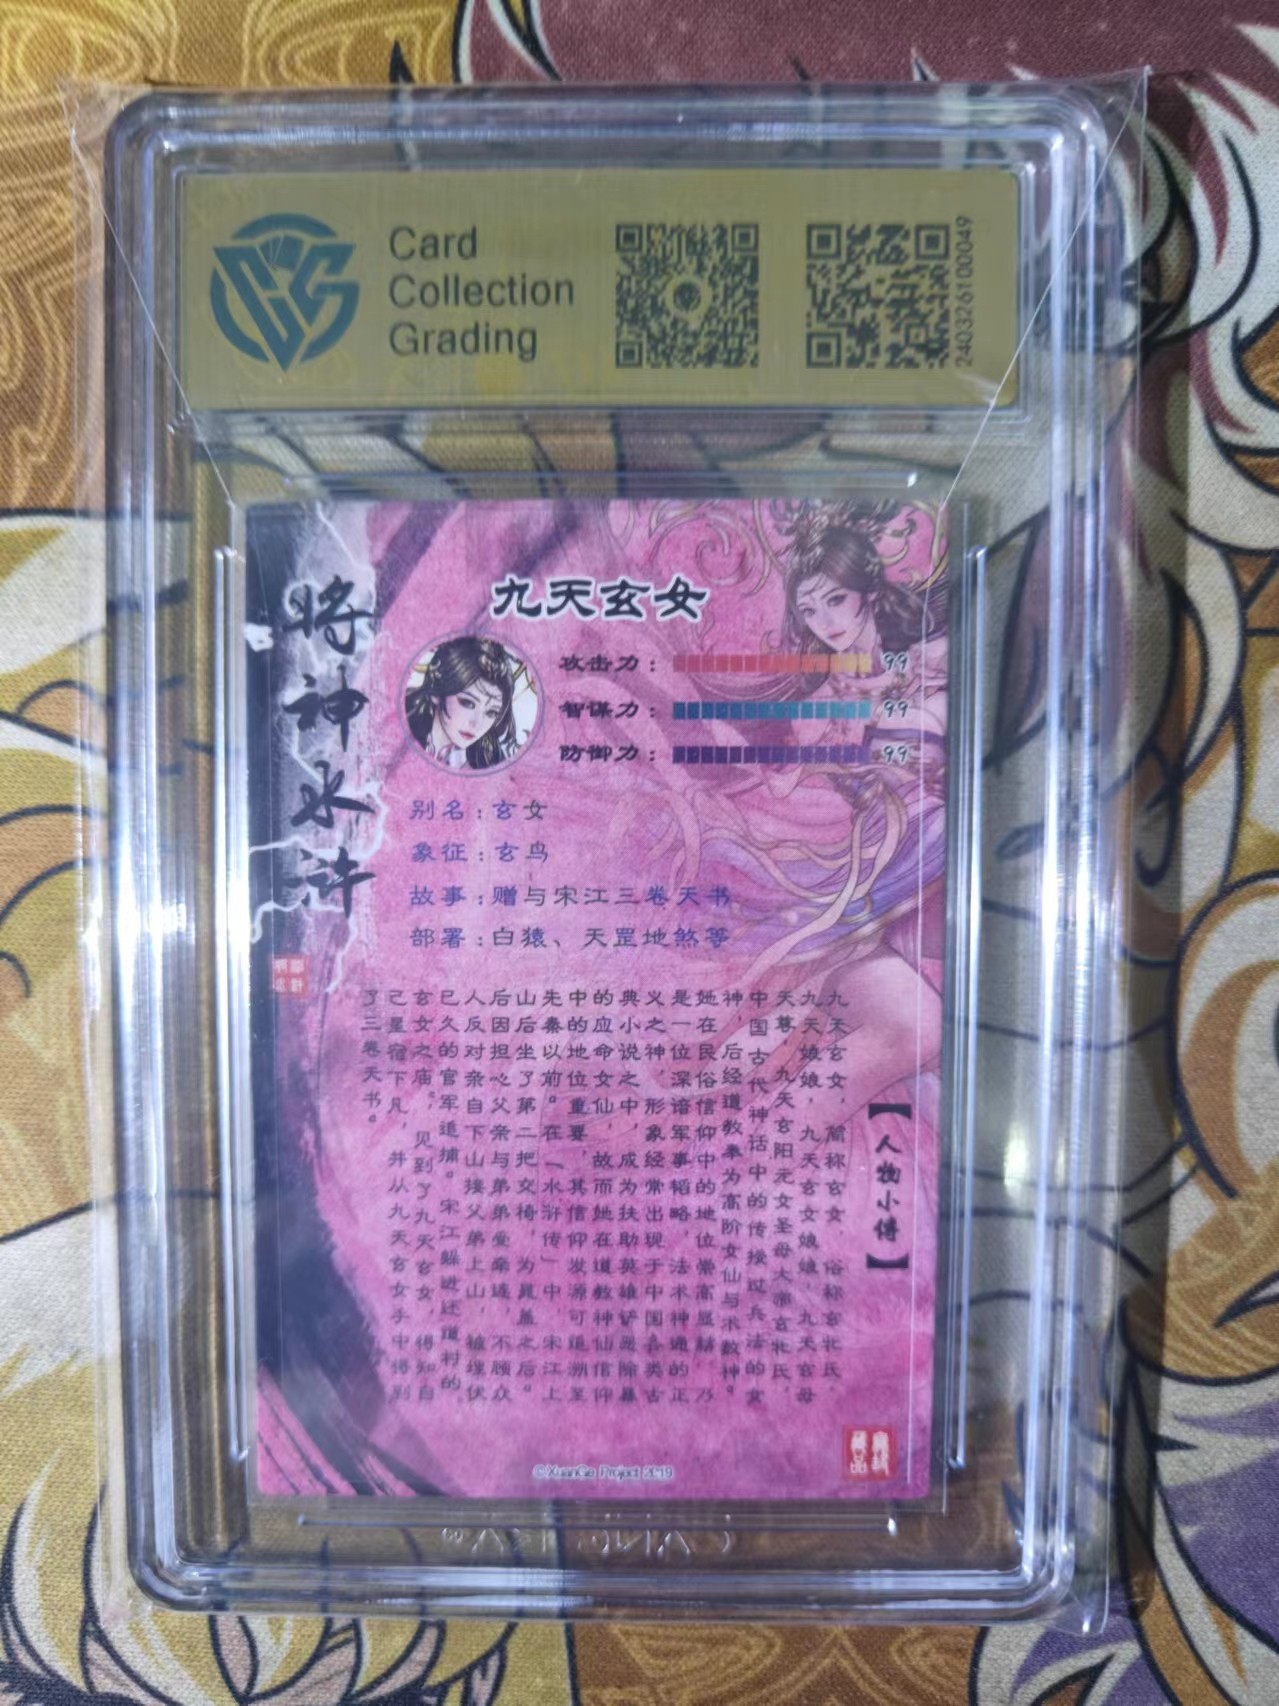 Card
Collection
Grading
240326100049
将神水浒
九天玄女
攻击力：99
智谋力：99
防御力：99
别名：玄女
象征：玄鸟
故事：赠与宋江三卷天书
部署：白猿、天罡地煞等
【人物小传】
九天玄女，简称玄女，俗称玄牝氏，
九天娘娘，九天玄女娘娘，九天玄母
天尊，九天玄阳元女圣母大帝玄牝氏，
中国古代神话中的传授过兵法的女
神，后经道教奉为高阶女仙与术数神。
她在民俗信仰中的地位崇高显赫，乃
是一位深谙军事韬略，法术神通的正
义之神，形象经常出现于中国各类古
典小说之中，成为扶助英雄铲恶除暴
的应命女仙，故而她在道教神仙信仰
中的地位重要，其信仰发源可追溯至
先秦以前。在「水浒传」中，宋江上
山后坐了第二把交椅，为晁盖之后。
后因担心父亲与弟弟受牵连，不顾众
人反对亲自下山接父弟上山，被埋伏
已久的官军追捕。宋江躲进还道村的
玄女之庙。，见到了九天玄女，得知自
己星宿下凡，并从九天玄女手中得到
了三卷天书。
©XuanGe Project 2019